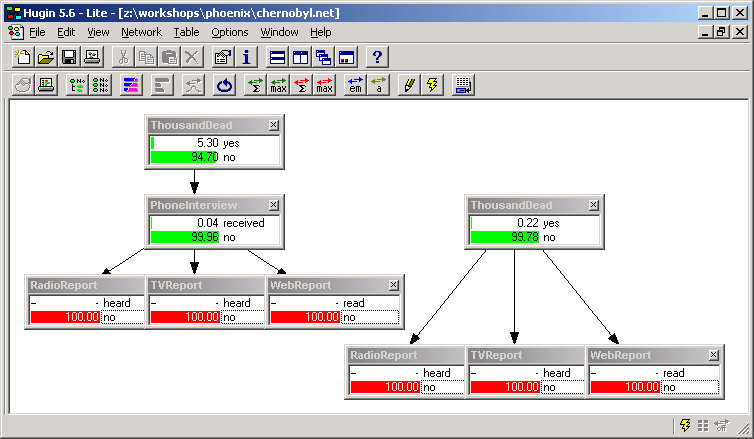 Hugin 5.6 - Lite - [z:\workshops\phoenix\chernobyl.net]
File Edit View Network Table Options Window Help
Σ max Σ max em a
ThousandDead
5.30 yes
94.70 no
PhoneInterview
0.04 received
99.96 no
ThousandDead
0.22 yes
99.78 no
RadioReport TVReport WebReport
- - heard - - heard - - read
100.00 no 100.00 no 100.00 no
RadioReport TVReport WebReport
- - heard - - heard - - read
100.00 no 100.00 no 100.00 no